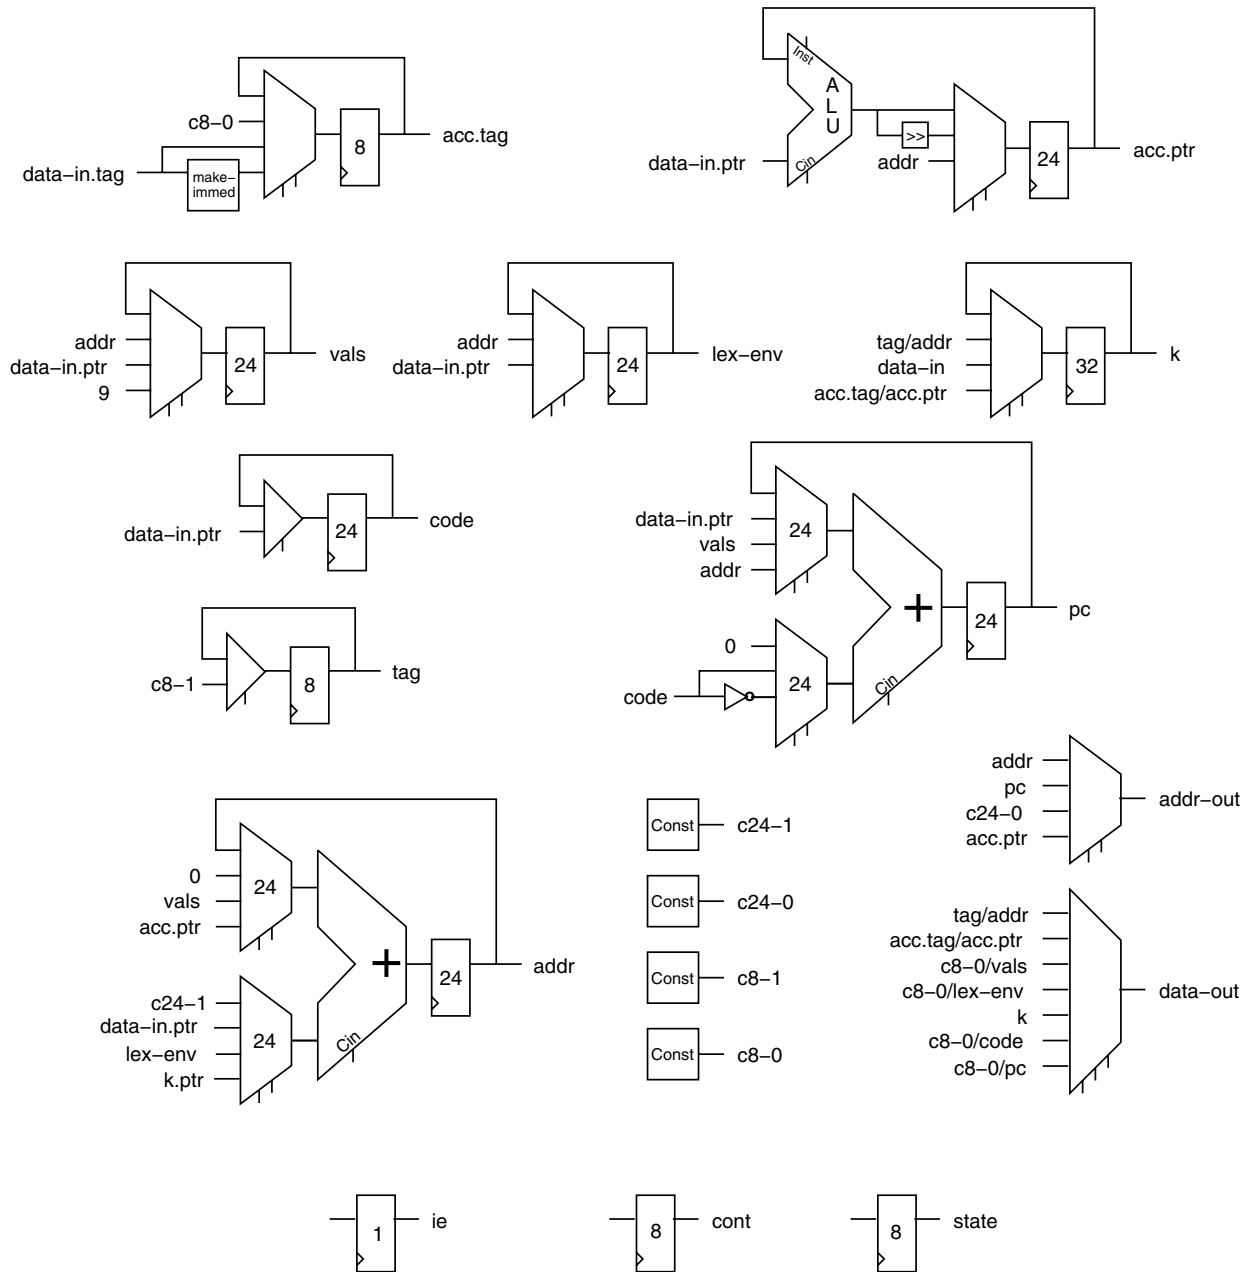 c8-0
data-in.tag
make-
immed
8
acc.tag
Inst
A
L
U
Cin
data-in.ptr
>>
addr
24
acc.ptr
addr
data-in.ptr
9
24
vals
addr
data-in.ptr
24
lex-env
tag/addr
data-in
acc.tag/acc.ptr
32
k
data-in.ptr
24
code
c8-1
8
tag
data-in.ptr
vals
addr
24
0
code
24
+
Cin
24
pc
0
vals
acc.ptr
24
c24-1
data-in.ptr
lex-env
k.ptr
24
+
Cin
24
addr
Const c24-1
Const c24-0
Const c8-1
Const c8-0
addr
pc
c24-0
acc.ptr
addr-out
tag/addr
acc.tag/acc.ptr
c8-0/vals
c8-0/lex-env
k
c8-0/code
c8-0/pc
data-out
1 ie
8 cont
8 state